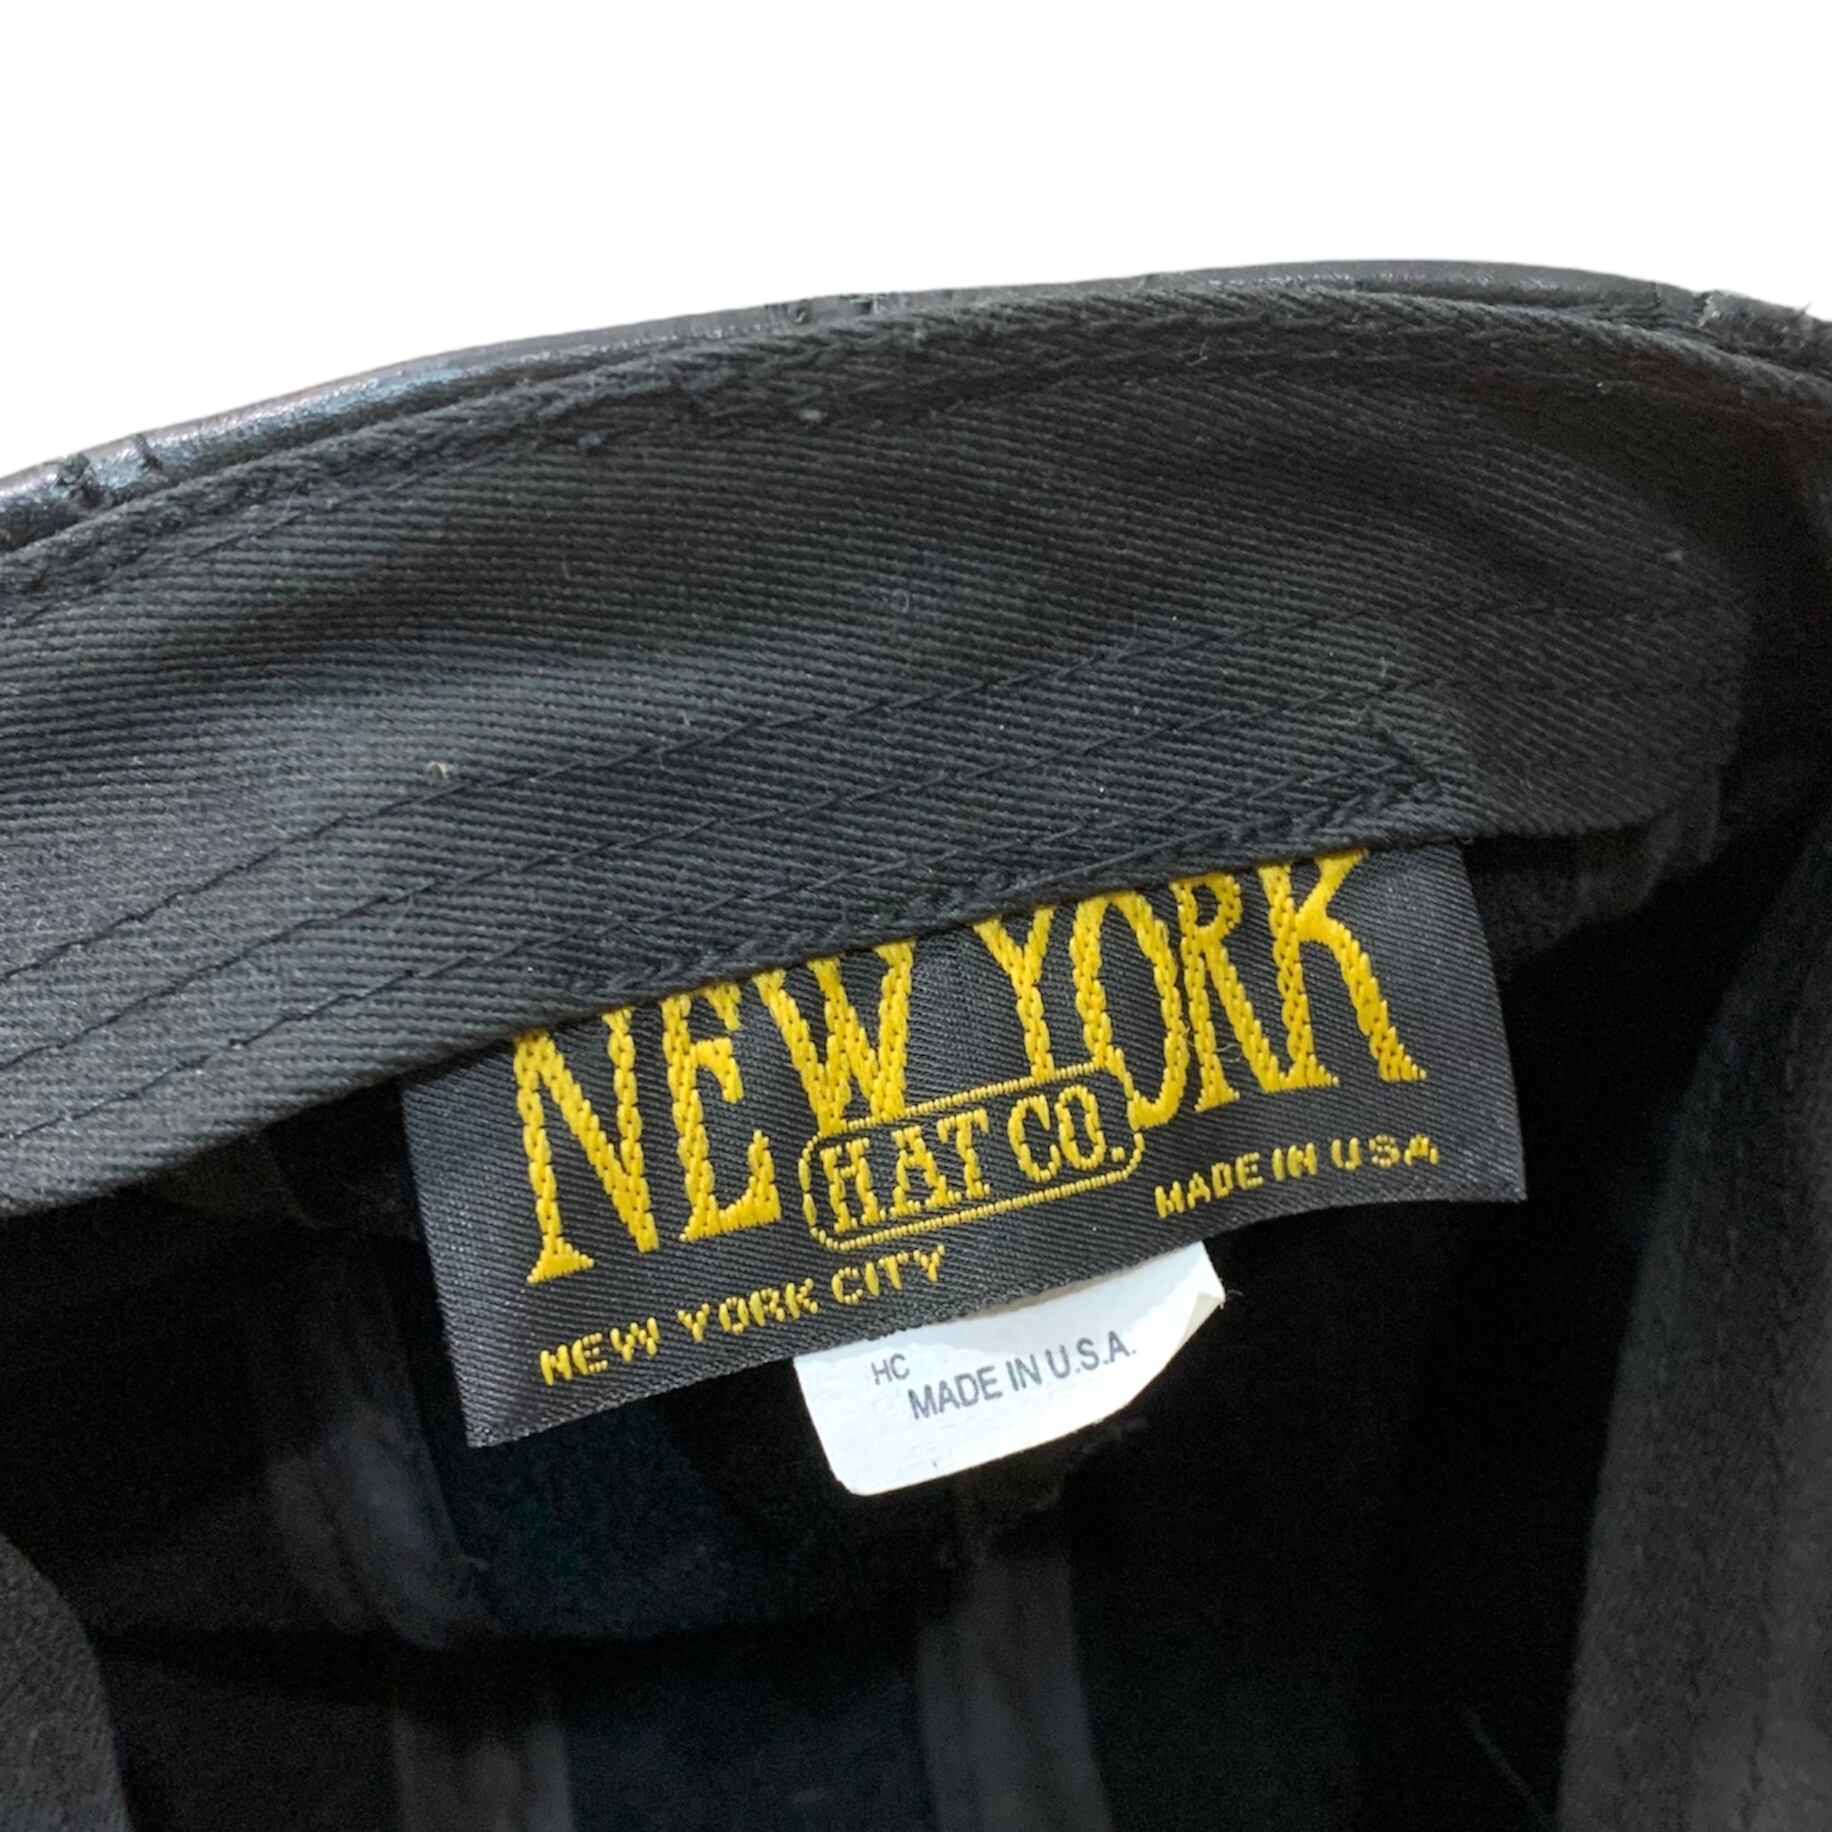 NEW YORK
HAT CO.
MADE IN USA
NEW YORK CITY
HC
MADE IN U.S.A.